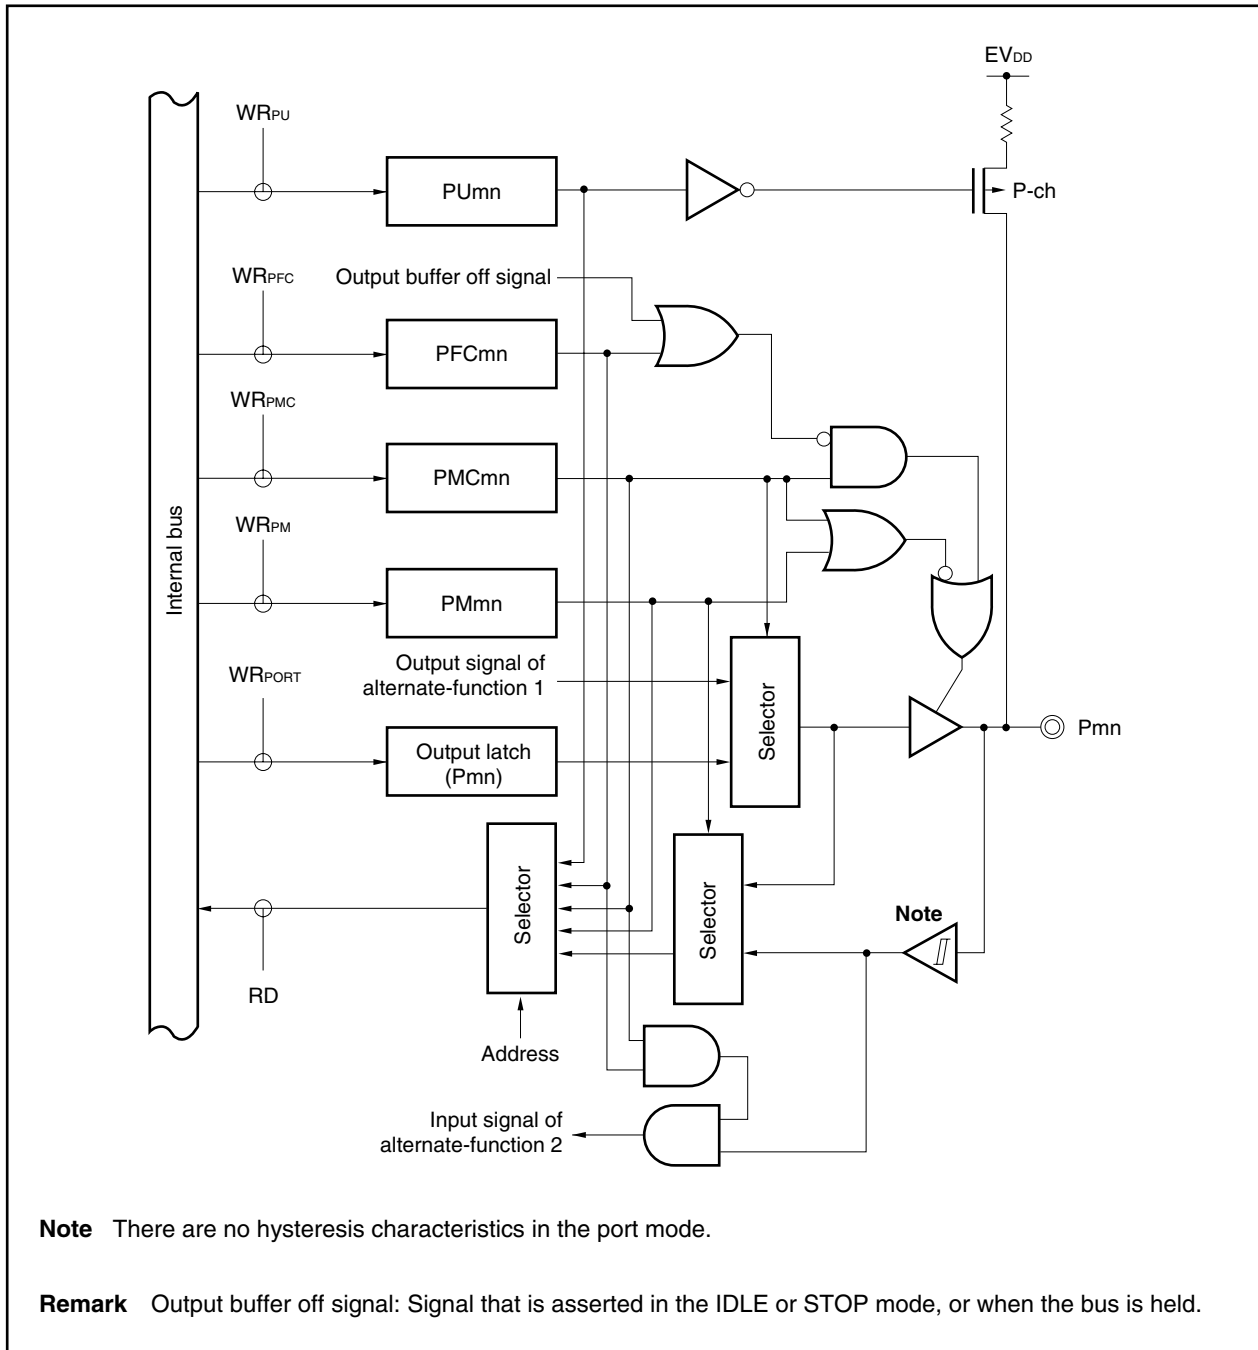 EVDD
WRPU
PUmn
P-ch
WRPFC
Output buffer off signal
PFCmn
WRPMC
PMCmn
WRPM
Internal bus
PMmn
Output signal of
alternate-function 1
WRPORT
Selector
Output latch
(Pmn)
Pmn
Selector
Selector
Note
RD
Address
Input signal of
alternate-function 2
Note There are no hysteresis characteristics in the port mode.
Remark Output buffer off signal: Signal that is asserted in the IDLE or STOP mode, or when the bus is held.